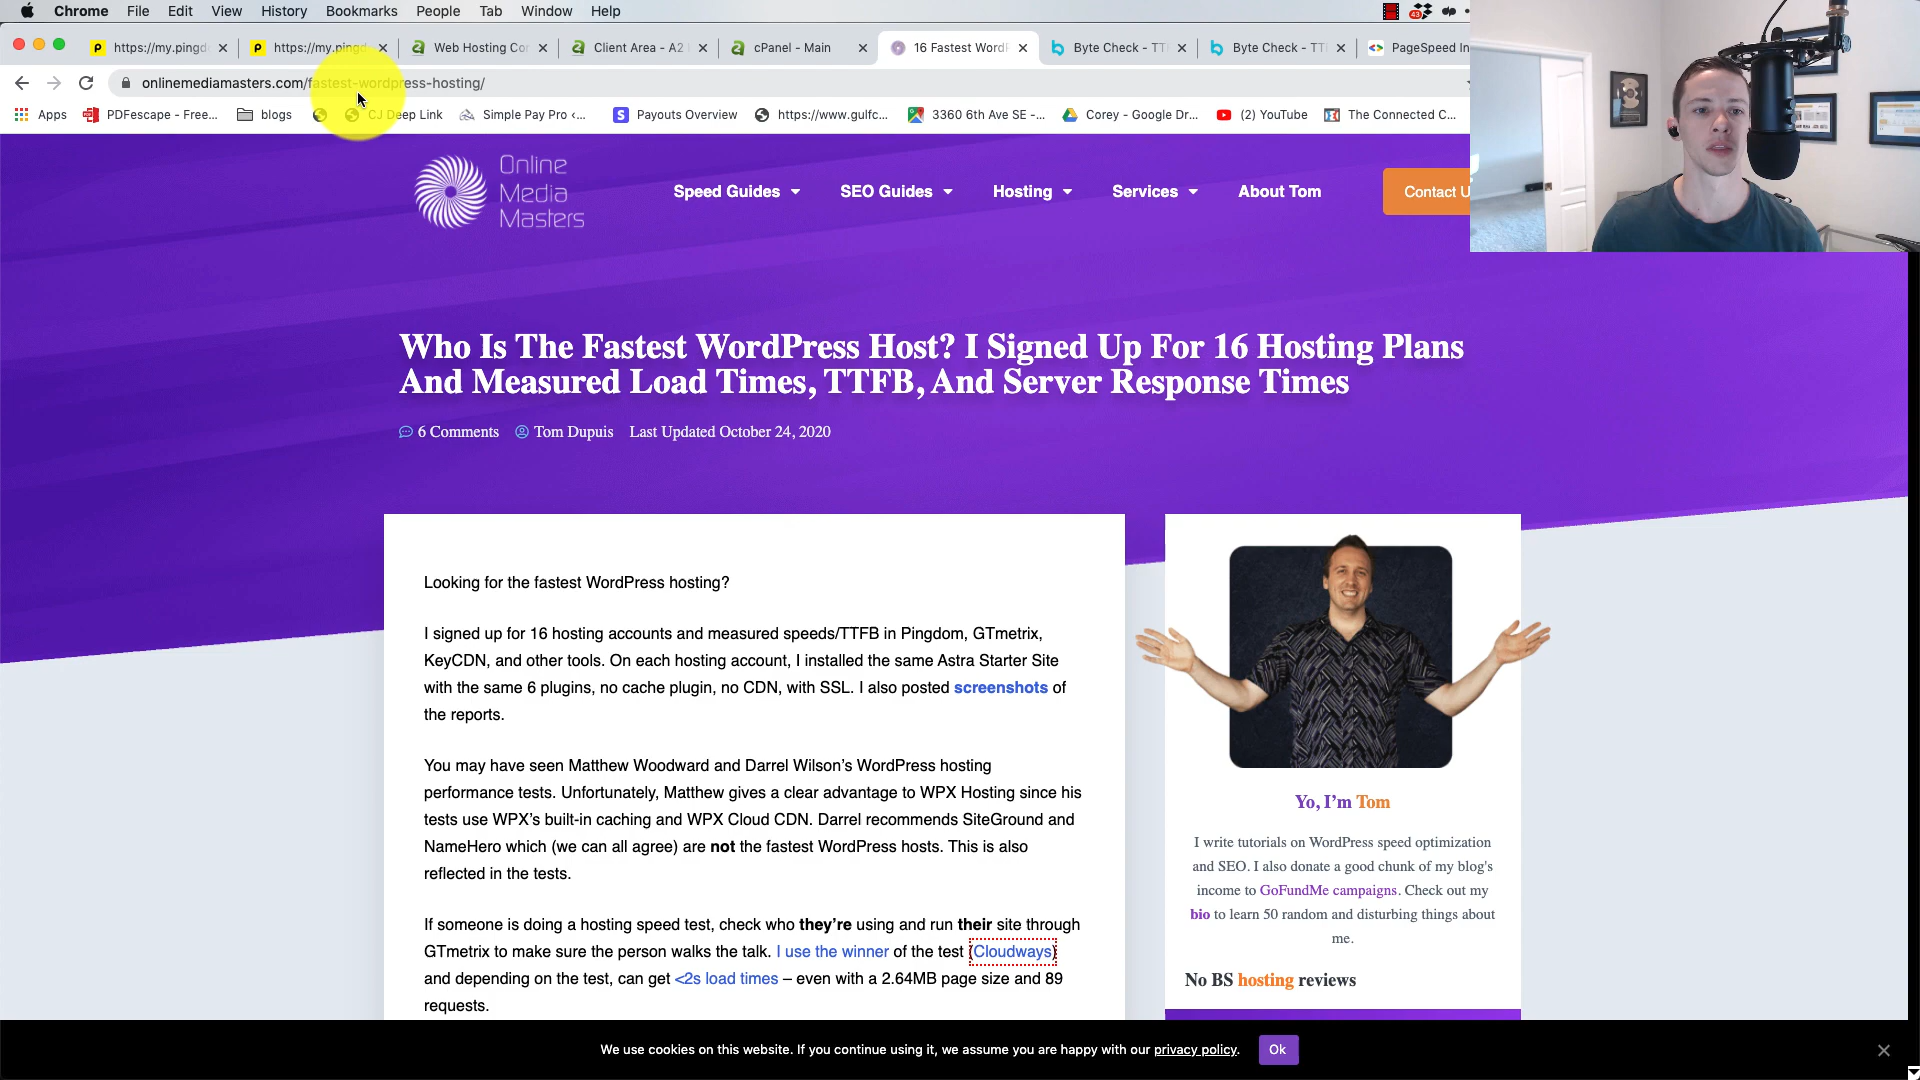 Chrome File Edit View History Bookmarks People Tab Window Help
43
https://my.pingd
https://my.pingd
Web Hosting Cor
Client Area - A2
cPanel - Main
16 Fastest WordP
Byte Check - TT
Byte Check - TT
PageSpeed In
onlinemediamasters.com/fastest-wordpress-hosting/
Apps PDFescape - Free... blogs CJ Deep Link Simple Pay Pro ‹... Payouts Overview https://www.gulfc... 3360 6th Ave SE -... Corey - Google Dr... (2) YouTube The Connected C...
Online
Media
Masters
Speed Guides SEO Guides Hosting Services About Tom Contact U
Who Is The Fastest WordPress Host? I Signed Up For 16 Hosting Plans
And Measured Load Times, TTFB, And Server Response Times
6 Comments Tom Dupuis Last Updated October 24, 2020
Looking for the fastest WordPress hosting?
I signed up for 16 hosting accounts and measured speeds/TTFB in Pingdom, GTmetrix,
KeyCDN, and other tools. On each hosting account, I installed the same Astra Starter Site
with the same 6 plugins, no cache plugin, no CDN, with SSL. I also posted screenshots of
the reports.
You may have seen Matthew Woodward and Darrel Wilson’s WordPress hosting
performance tests. Unfortunately, Matthew gives a clear advantage to WPX Hosting since his
tests use WPX’s built-in caching and WPX Cloud CDN. Darrel recommends SiteGround and
NameHero which (we can all agree) are not the fastest WordPress hosts. This is also
reflected in the tests.
If someone is doing a hosting speed test, check who they’re using and run their site through
GTmetrix to make sure the person walks the talk. I use the winner of the test (Cloudways)
and depending on the test, can get <2s load times – even with a 2.64MB page size and 89
requests.
Yo, I’m Tom
I write tutorials on WordPress speed optimization
and SEO. I also donate a good chunk of my blog's
income to GoFundMe campaigns. Check out my
bio to learn 50 random and disturbing things about
me.
No BS hosting reviews
We use cookies on this website. If you continue using it, we assume you are happy with our privacy policy. Ok